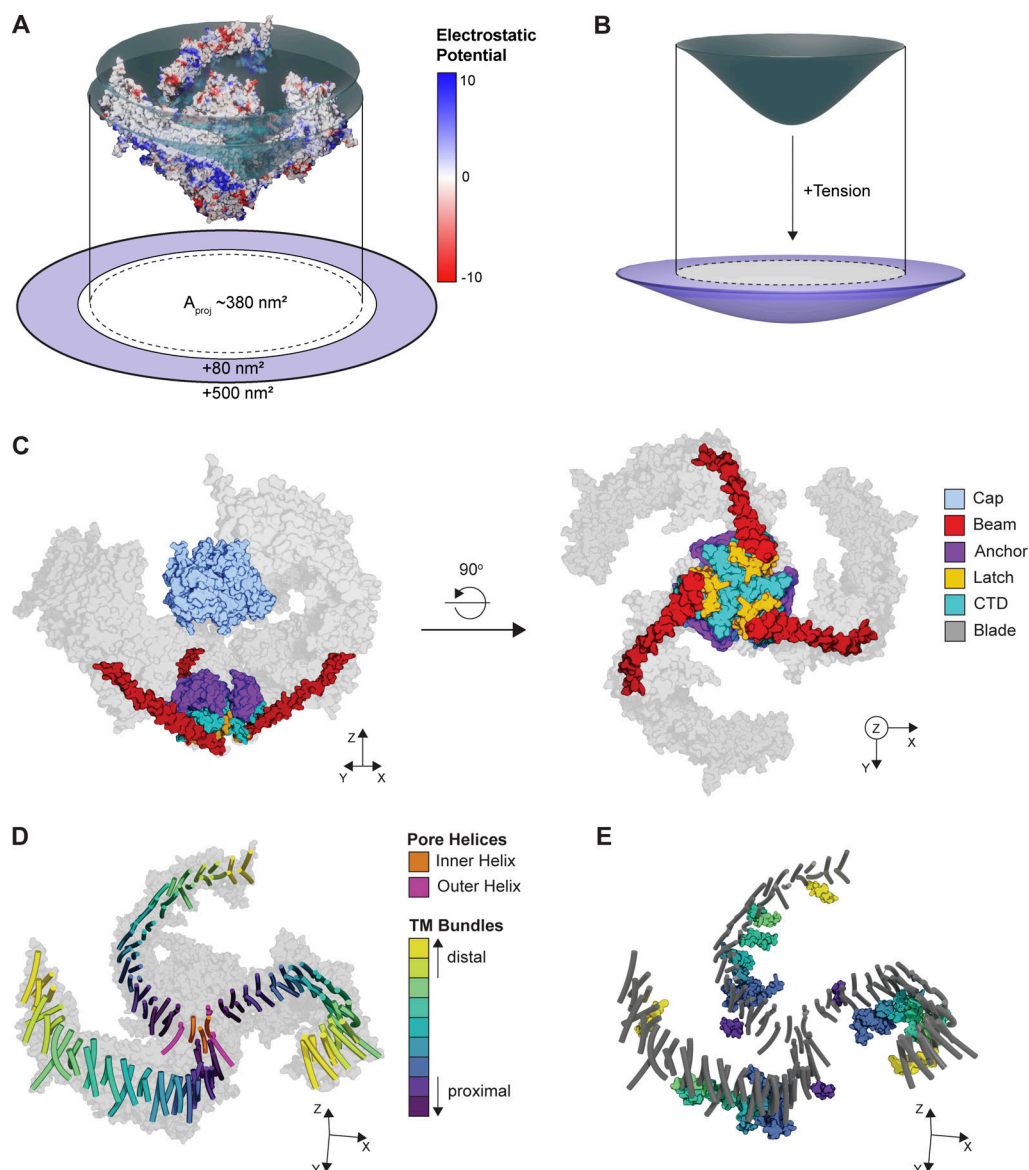 A
Electrostatic
Potential
10
0
-10
A_proj ~380 nm²
+80 nm²
+500 nm²
B
+Tension
C
90°
Z
Y
X
Z
X
Y
Cap
Beam
Anchor
Latch
CTD
Blade
D
Pore Helices
Inner Helix
Outer Helix
TM Bundles
distal
proximal
Z
X
Y
E
Z
X
Y